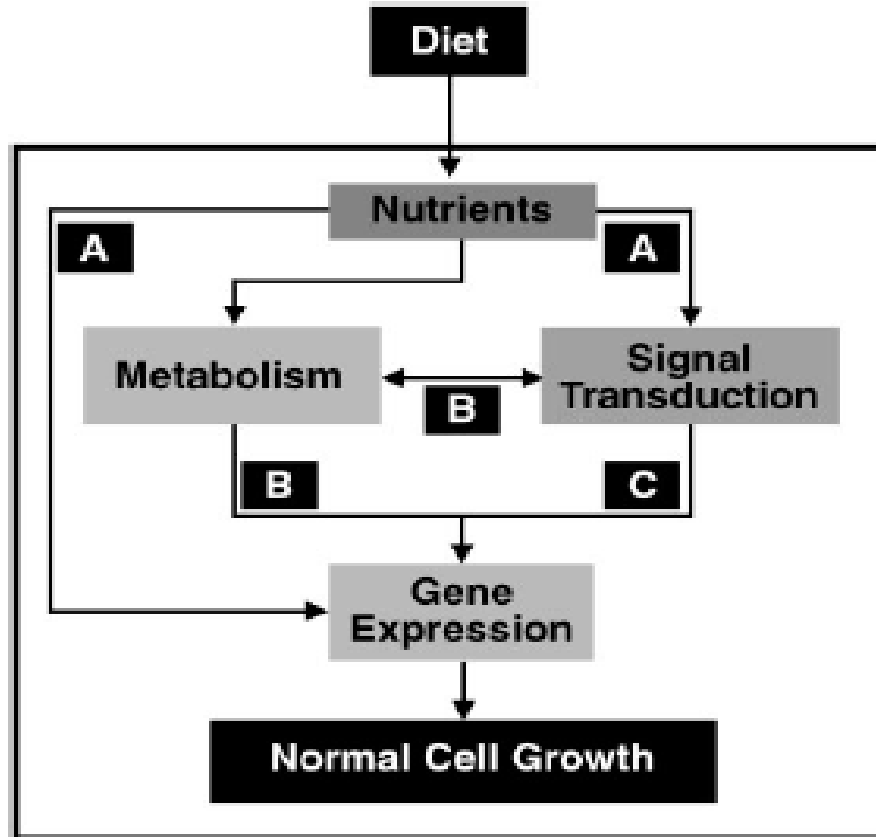 Diet
Nutrients
A
A
Metabolism
Signal
Transduction
B
B
C
Gene
Expression
Normal Cell Growth